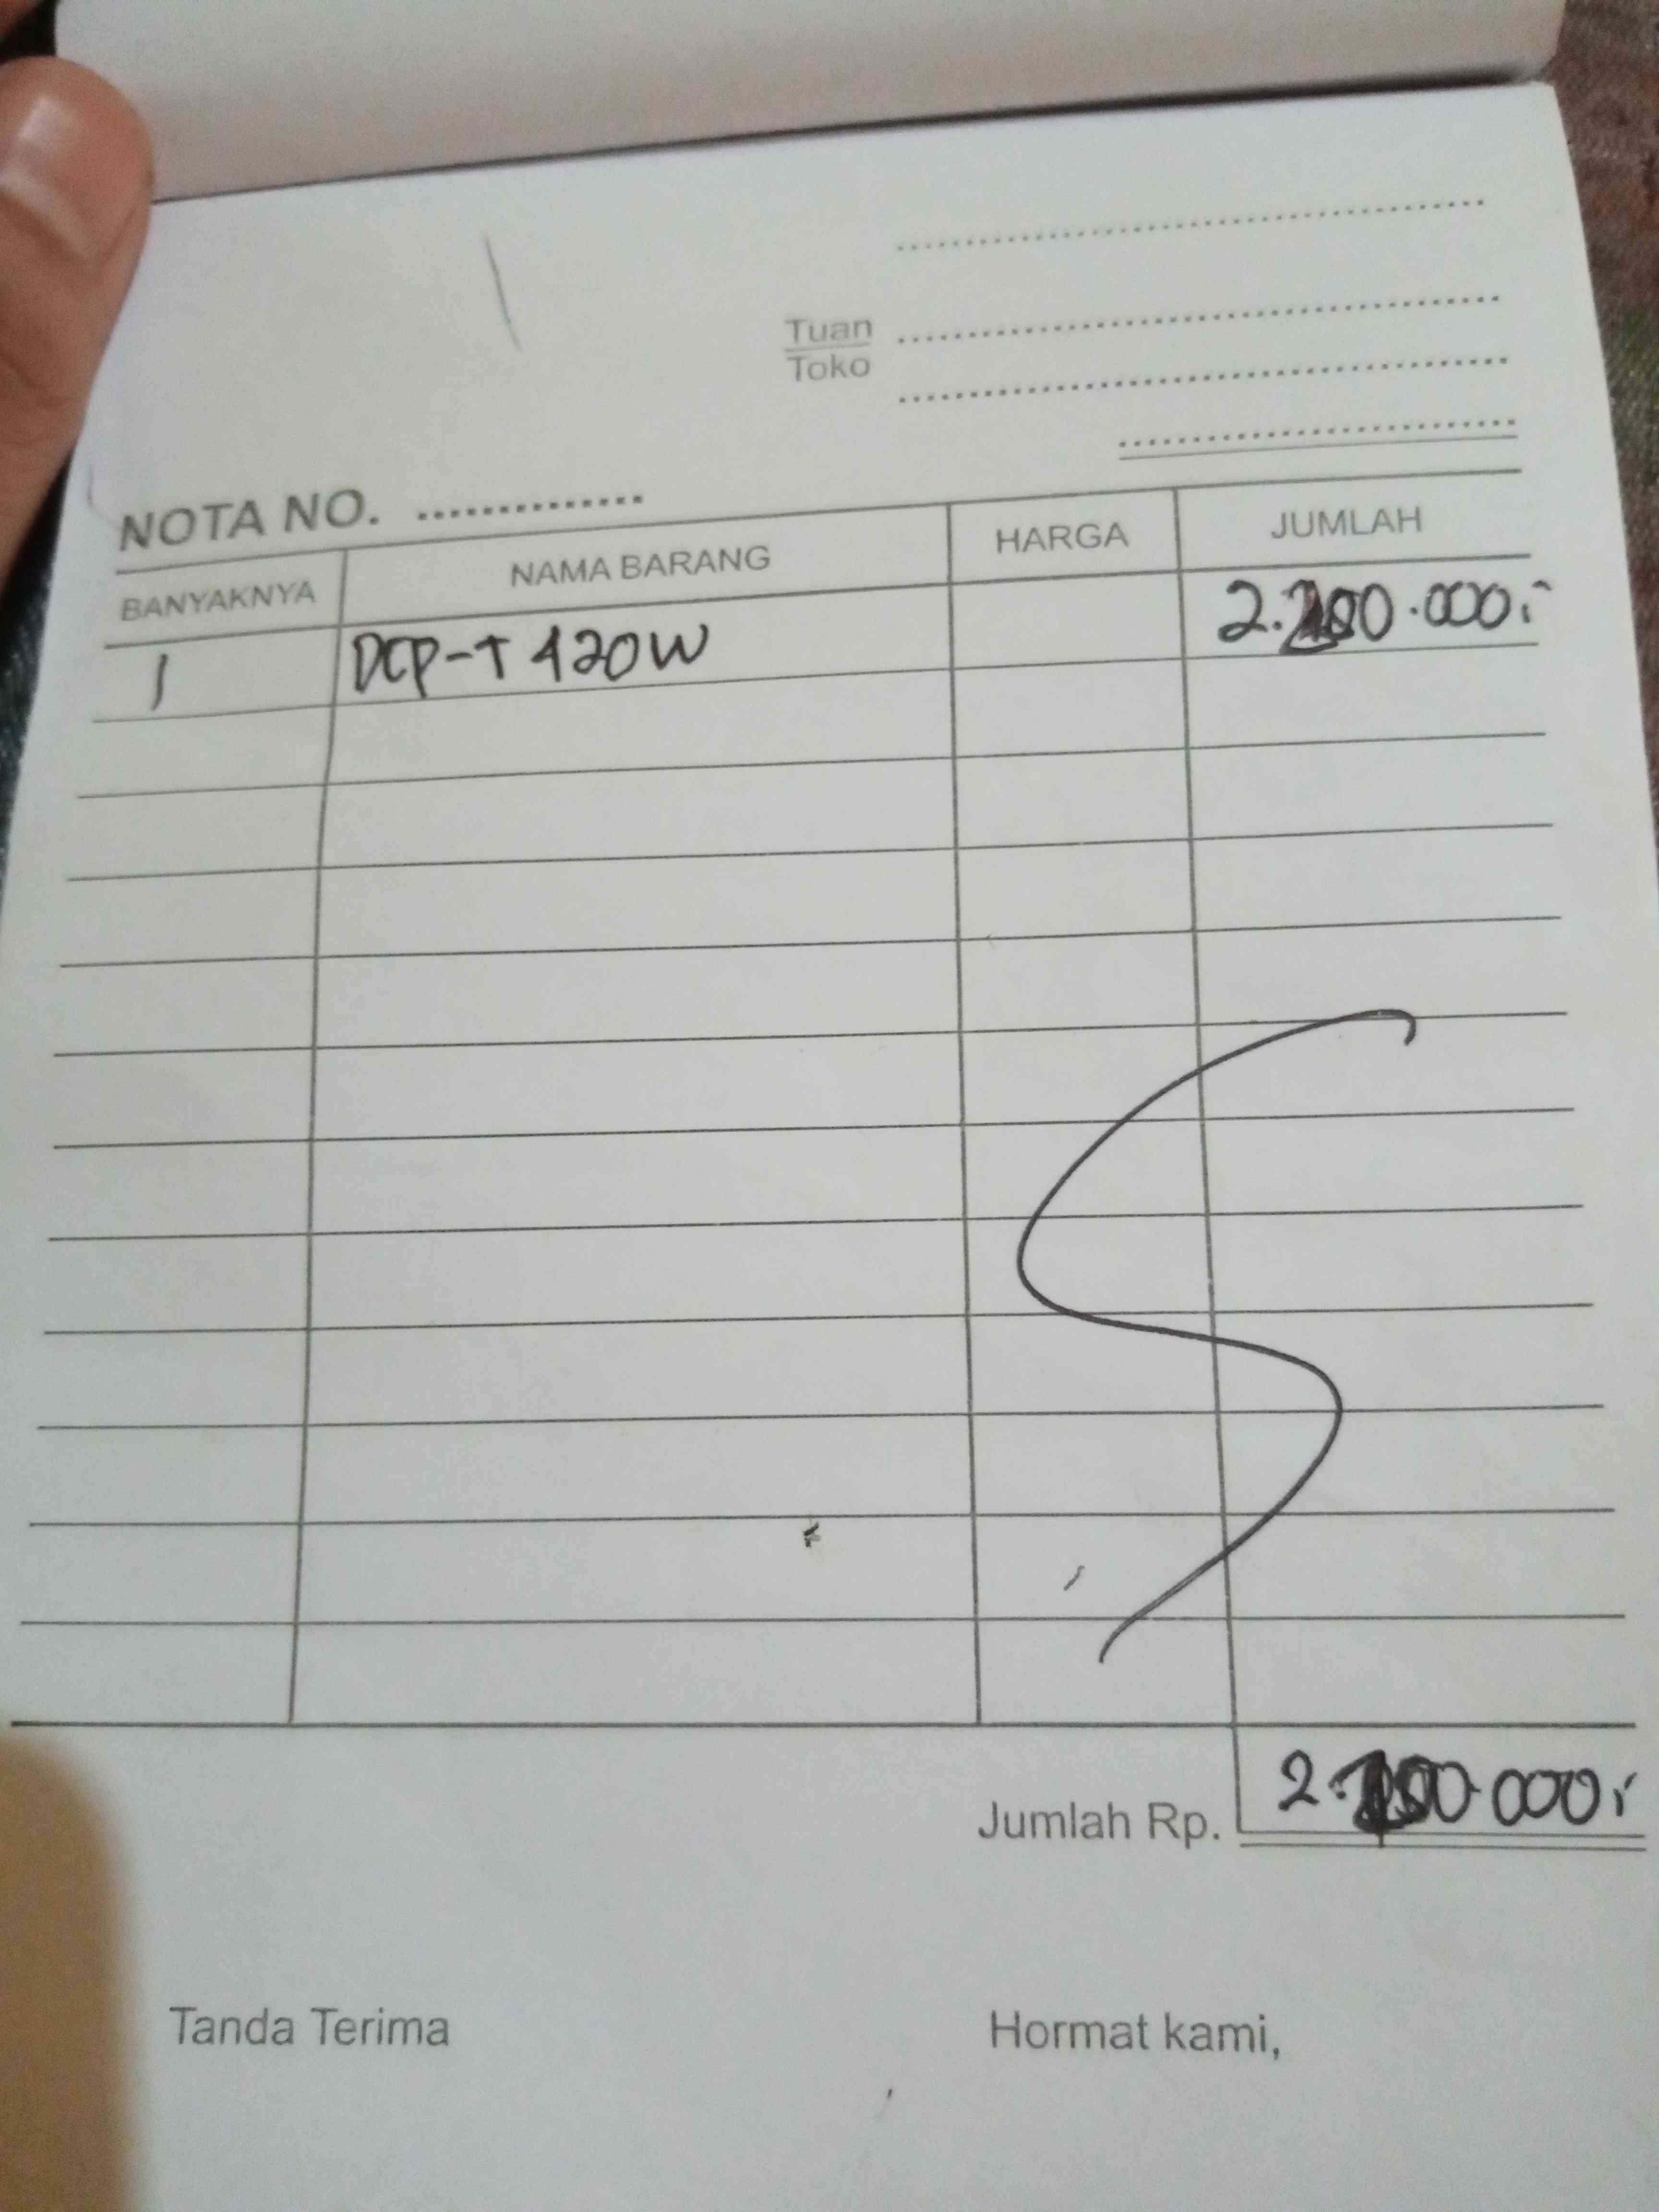 Tuan
Toko
NOTA NO. ..............
BANYAKNYA NAMA BARANG HARGA JUMLAH
1 DCP-T420W
Jumlah Rp.
Tanda Terima Hormat kami,